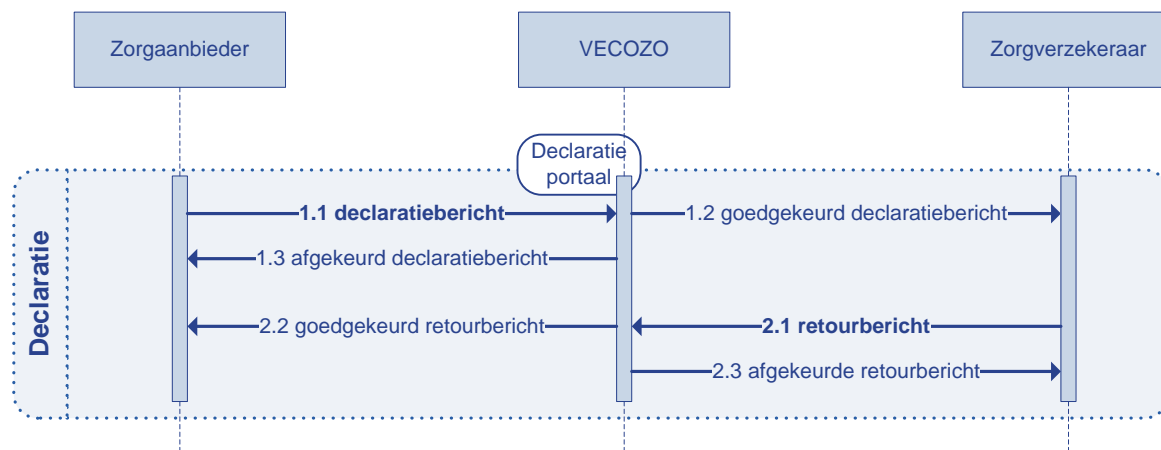 Zorgaanbieder
VECOZO
Zorgverzekeraar
Declaratie
portaal
Declaratie
1.1 declaratiebericht
1.2 goedgekeurd declaratiebericht
1.3 afgekeurd declaratiebericht
2.2 goedgekeurd retourbericht
2.1 retourbericht
2.3 afgekeurde retourbericht